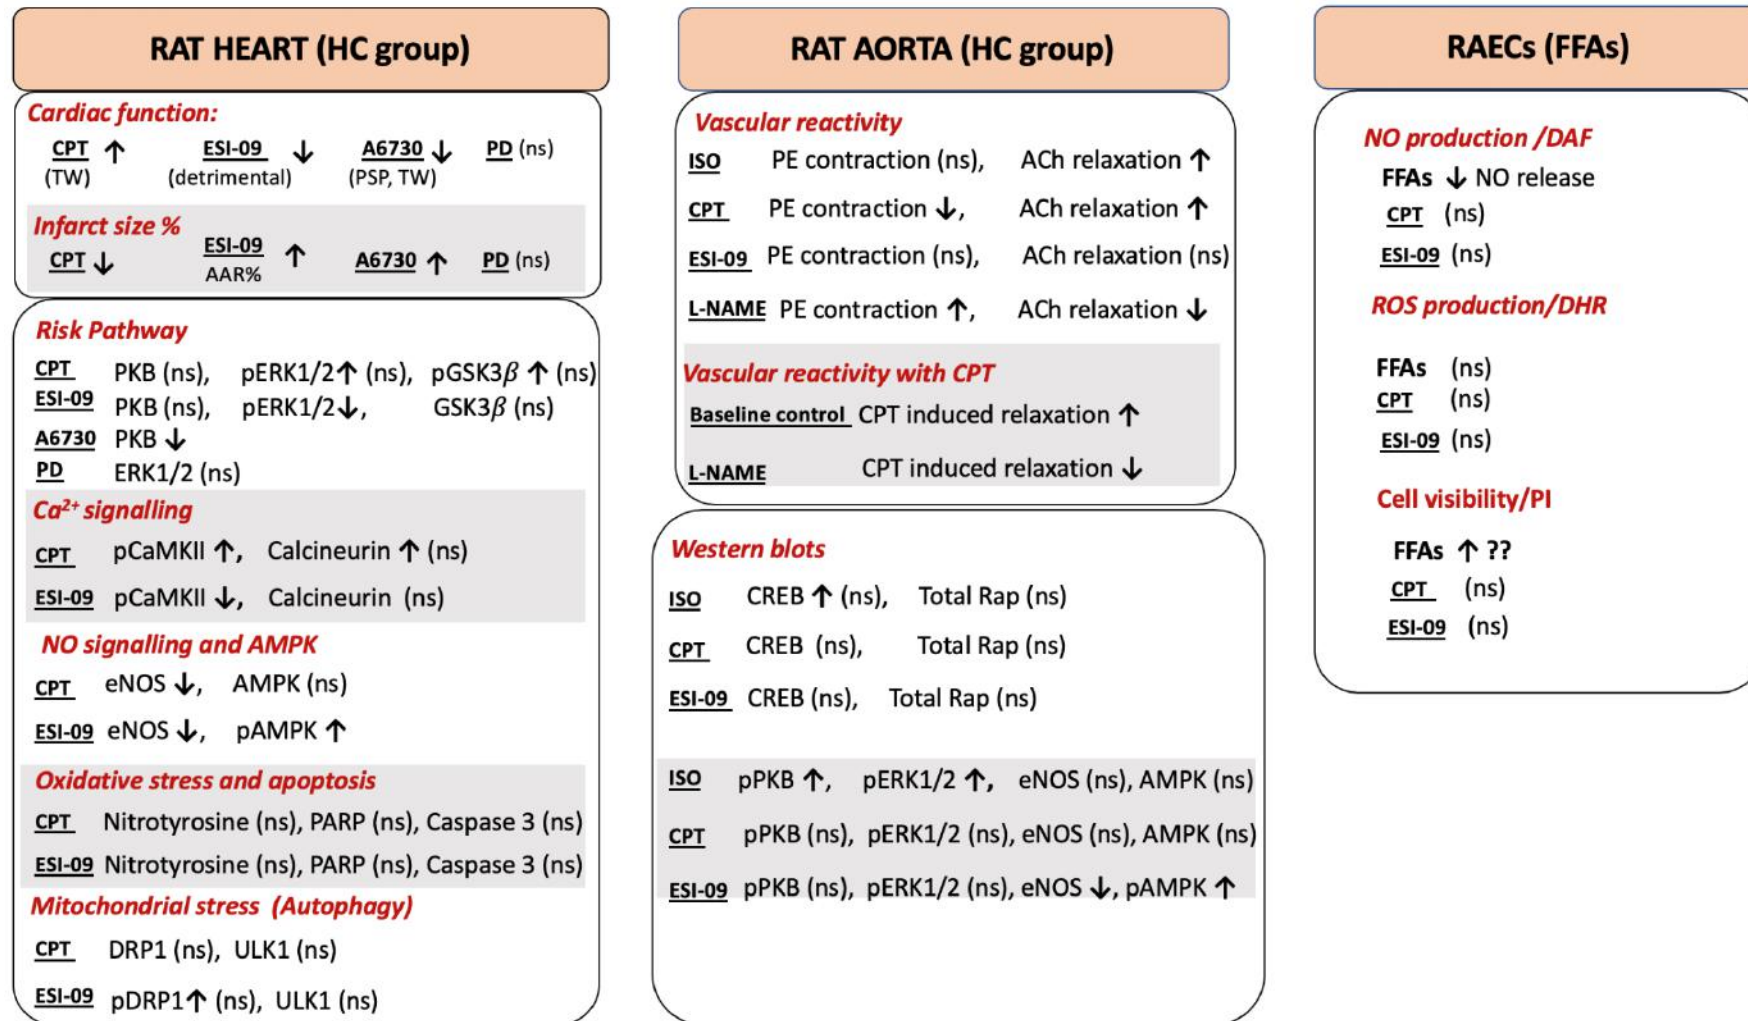 RAT HEART (HC group)
Cardiac function:
CPT ↑ ESI-09 ↓ A6730 ↓ PD (ns)
(TW) (detrimental) (PSP, TW)
Infarct size %
CPT ↓ ESI-09 ↑ A6730 ↑ PD (ns)
AAR%
Risk Pathway
CPT PKB (ns), pERK1/2↑ (ns), pGSK3β ↑ (ns)
ESI-09 PKB (ns), pERK1/2↓, GSK3β (ns)
A6730 PKB ↓
PD ERK1/2 (ns)
Ca²⁺ signalling
CPT pCaMKII ↑, Calcineurin ↑ (ns)
ESI-09 pCaMKII ↓, Calcineurin (ns)
NO signalling and AMPK
CPT eNOS ↓, AMPK (ns)
ESI-09 eNOS ↓, pAMPK ↑
Oxidative stress and apoptosis
CPT Nitrotyrosine (ns), PARP (ns), Caspase 3 (ns)
ESI-09 Nitrotyrosine (ns), PARP (ns), Caspase 3 (ns)
Mitochondrial stress (Autophagy)
CPT DRP1 (ns), ULK1 (ns)
ESI-09 pDRP1↑ (ns), ULK1 (ns)
RAT AORTA (HC group)
Vascular reactivity
ISO PE contraction (ns), ACh relaxation ↑
CPT PE contraction ↓, ACh relaxation ↑
ESI-09 PE contraction (ns), ACh relaxation (ns)
L-NAME PE contraction ↑, ACh relaxation ↓
Vascular reactivity with CPT
Baseline control CPT induced relaxation ↑
L-NAME CPT induced relaxation ↓
Western blots
ISO CREB ↑ (ns), Total Rap (ns)
CPT CREB (ns), Total Rap (ns)
ESI-09 CREB (ns), Total Rap (ns)
ISO pPKB ↑, pERK1/2 ↑, eNOS (ns), AMPK (ns)
CPT pPKB (ns), pERK1/2 (ns), eNOS (ns), AMPK (ns)
ESI-09 pPKB (ns), pERK1/2 (ns), eNOS ↓, pAMPK ↑
RAECs (FFAs)
NO production /DAF
FFAs ↓ NO release
CPT (ns)
ESI-09 (ns)
ROS production/DHR
FFAs (ns)
CPT (ns)
ESI-09 (ns)
Cell visibility/PI
FFAs ↑ ??
CPT (ns)
ESI-09 (ns)